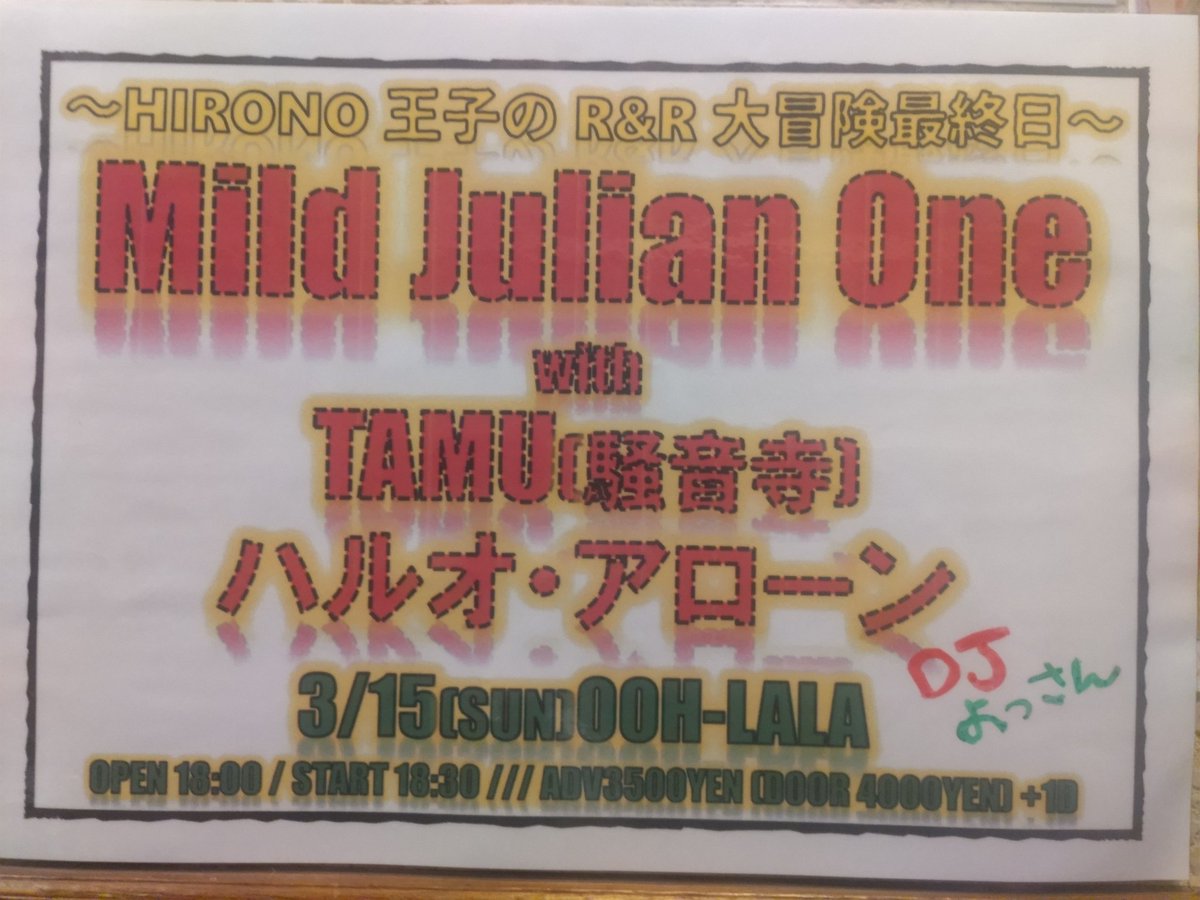 〜HIRONO 王子の R&R 大冒険最終日〜
Mild Julian One
with
TAMU(騒音寺)
ハルオ・アローン
DJ
よっさん
3/15(SUN)OOH-LALA
OPEN 18:00 / START 18:30 /// ADV3500YEN (DOOR 4000YEN) +1D